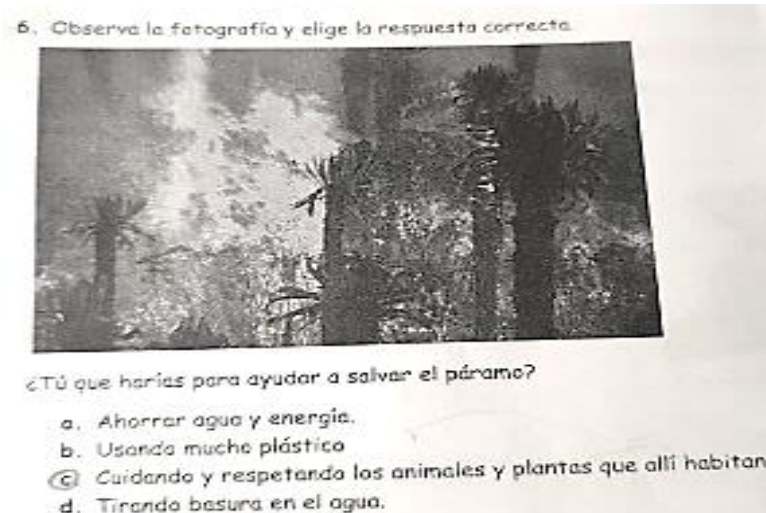 6. Observa la fotografía y elige la respuesta correcta
¿Tú que harías para ayudar a salvar el páramo?
a. Ahorrar agua y energía.
b. Usando mucho plástico
c. Cuidando y respetando los animales y plantas que allí habitan
d. Tirando basura en el agua.